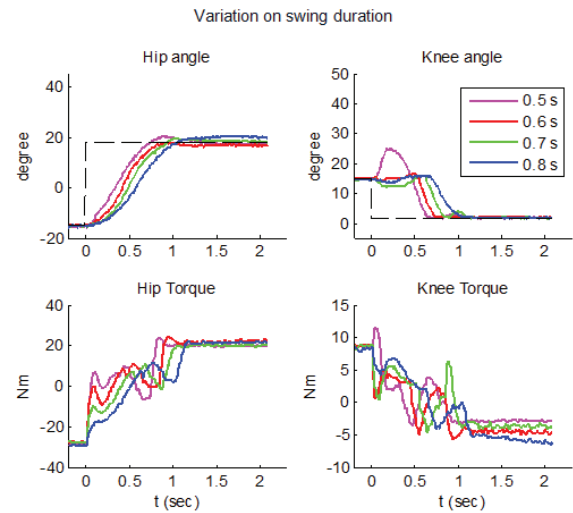 Variation on swing duration
Hip angle
40
20
0
-20
degree
0
0.5
1
1.5
2
Knee angle
50
40
30
20
10
0
degree
0
0.5
1
1.5
2
0.5 s
0.6 s
0.7 s
0.8 s
Hip Torque
40
20
0
-20
-40
Nm
0
0.5
1
1.5
2
t (sec)
Knee Torque
15
10
5
0
-5
-10
Nm
0
0.5
1
1.5
2
t (sec)